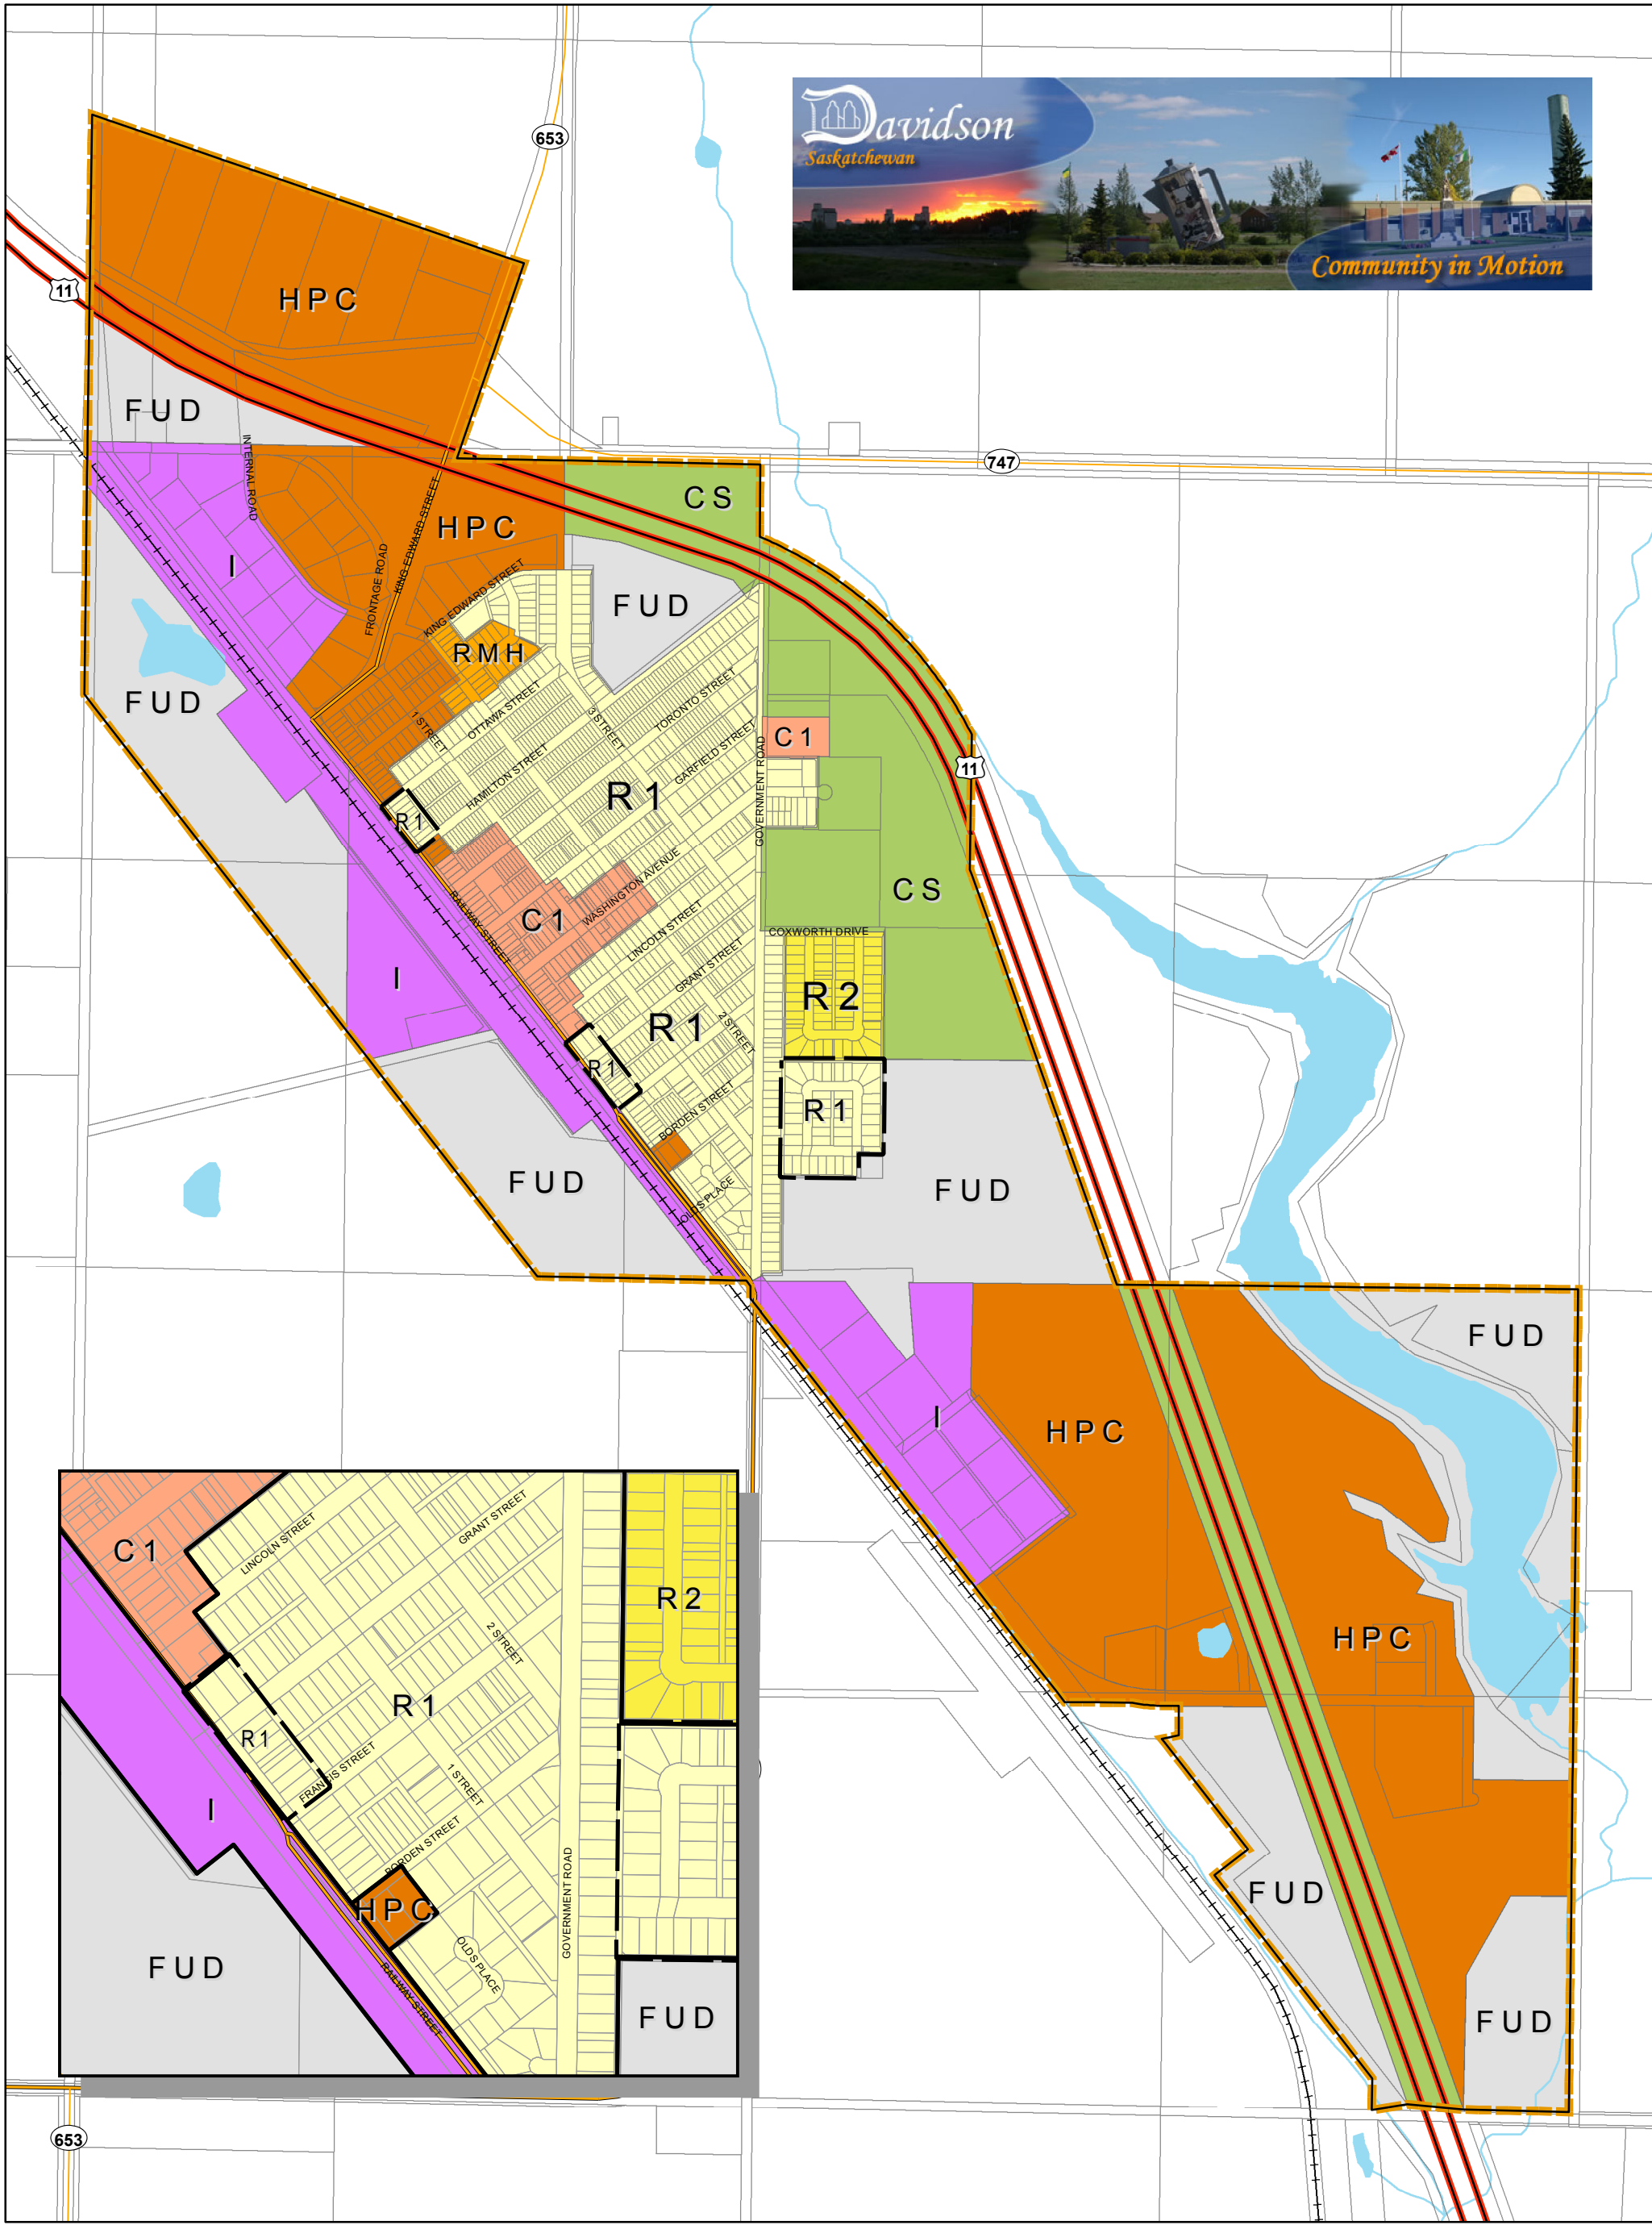 Davidson
Saskatchewan
Community in Motion
653
HPC
11
FUD
747
CS
INTERNAL ROAD
HPC
KING EDWARD STREET
FRONTAGE ROAD
I
KING EDWARD STREET
FUD
RMH
FUD
OTTAWA STREET
1 STREET
3 STREET
TORONTO STREET
GARFIELD STREET
C1
HAMILTON STREET
R1
GOVERNMENT ROAD
11
R1
WASHINGTON AVENUE
CS
C1
RAILWAY STREET
LINCOLN STREET
COXWORTH DRIVE
GRANT STREET
I
R2
R1
2 STREET
R1
BORDEN STREET
R1
FUD
OLDS PLACE
FUD
FUD
I
HPC
HPC
FUD
FUD
C1
LINCOLN STREET
GRANT STREET
R2
2 STREET
R1
R1
FRANCIS STREET
1 STREET
I
BORDEN STREET
HPC
GOVERNMENT ROAD
OLDS PLACE
FUD
RAILWAY STREET
FUD
653